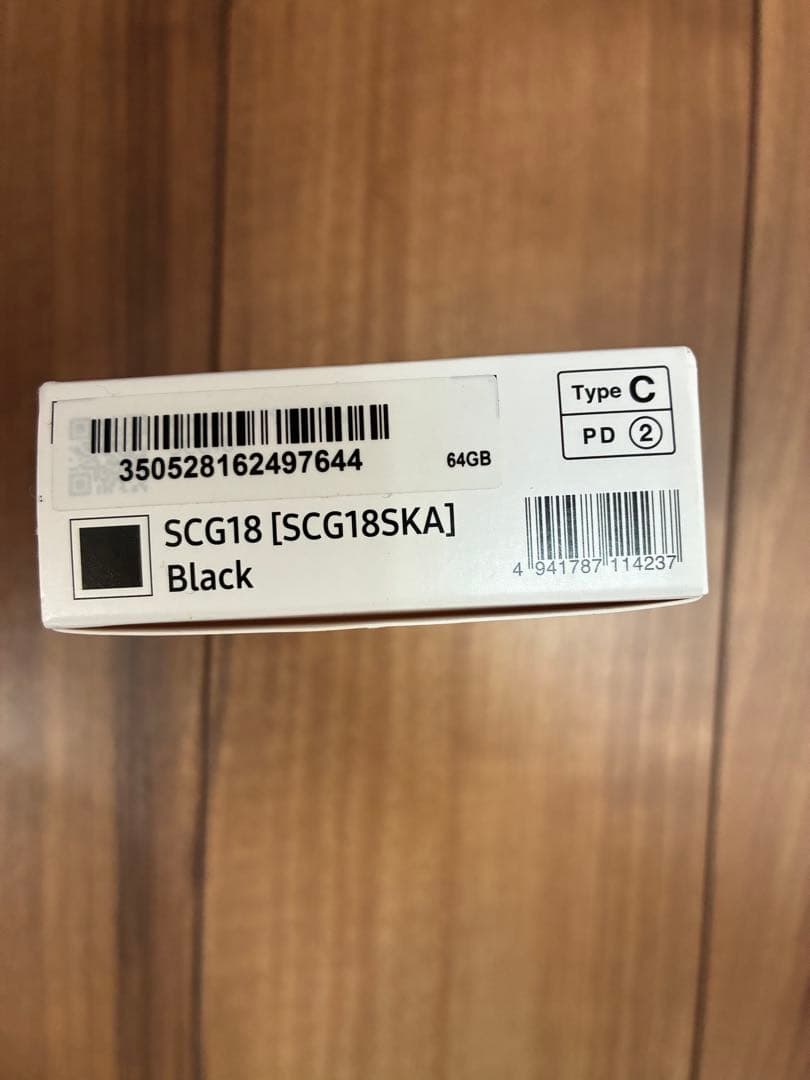 350528162497644
64GB
Type C
PD 2
SCG18 [SCG18SKA]
Black
4 941787 114237